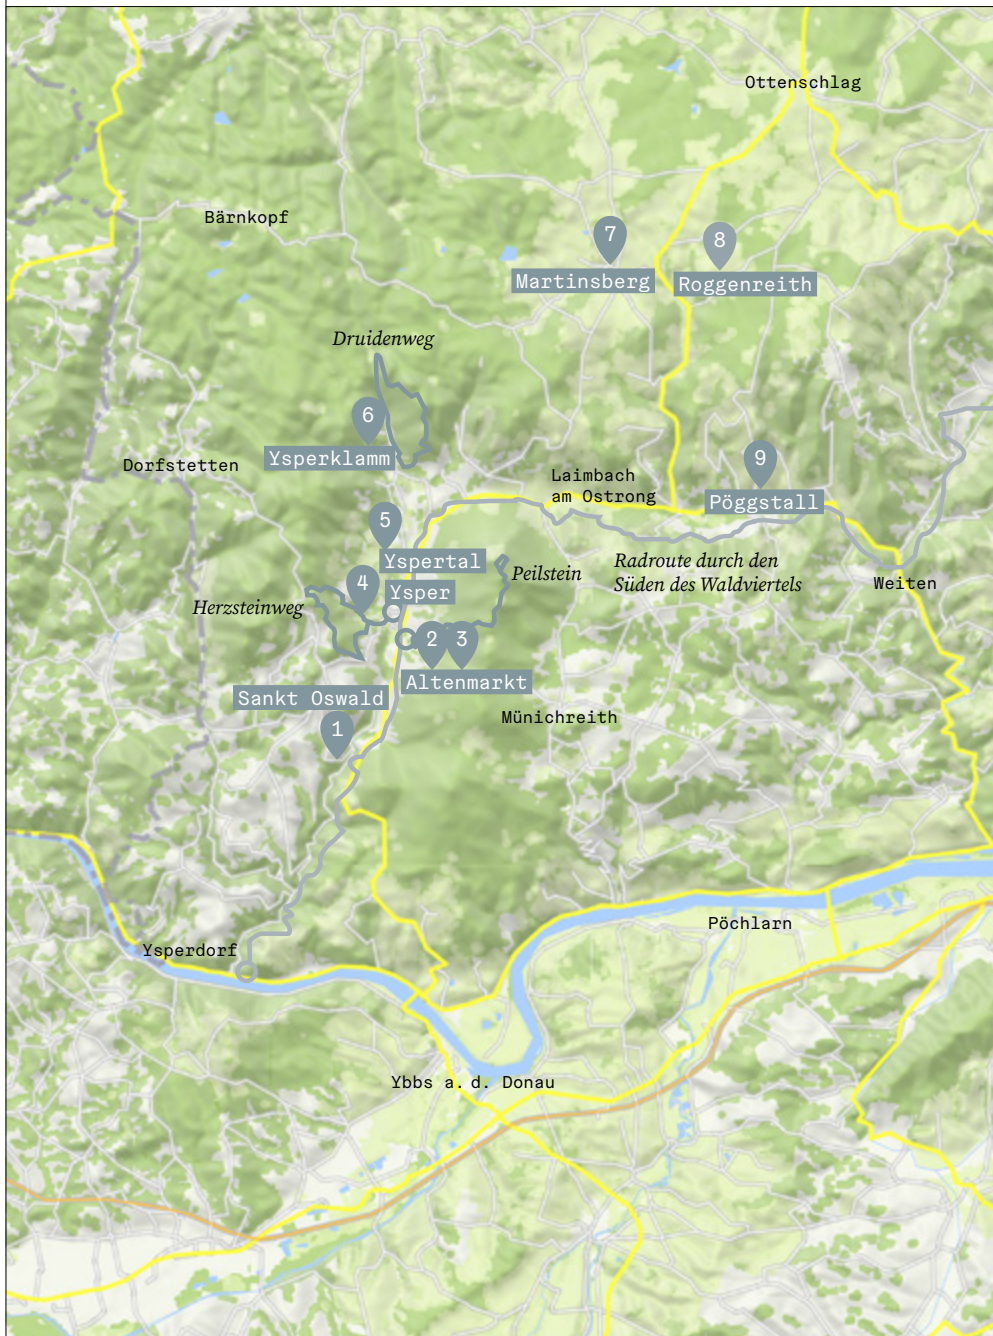 Ottenschlag
Bärnkopf
7
8
Martinsberg
Roggenreith
Druidenweg
6
Ysperklamm
Dorfstetten
Laimbach
am Ostrong
9
Pöggstall
5
Yspertal
Peilstein
Radroute durch den
Süden des Waldviertels
4
Ysper
Weiten
Herzsteinweg
2
3
Altenmarkt
Sankt Oswald
1
Münichreith
Pöchlarn
Ysperdorf
Ybbs a. d. Donau